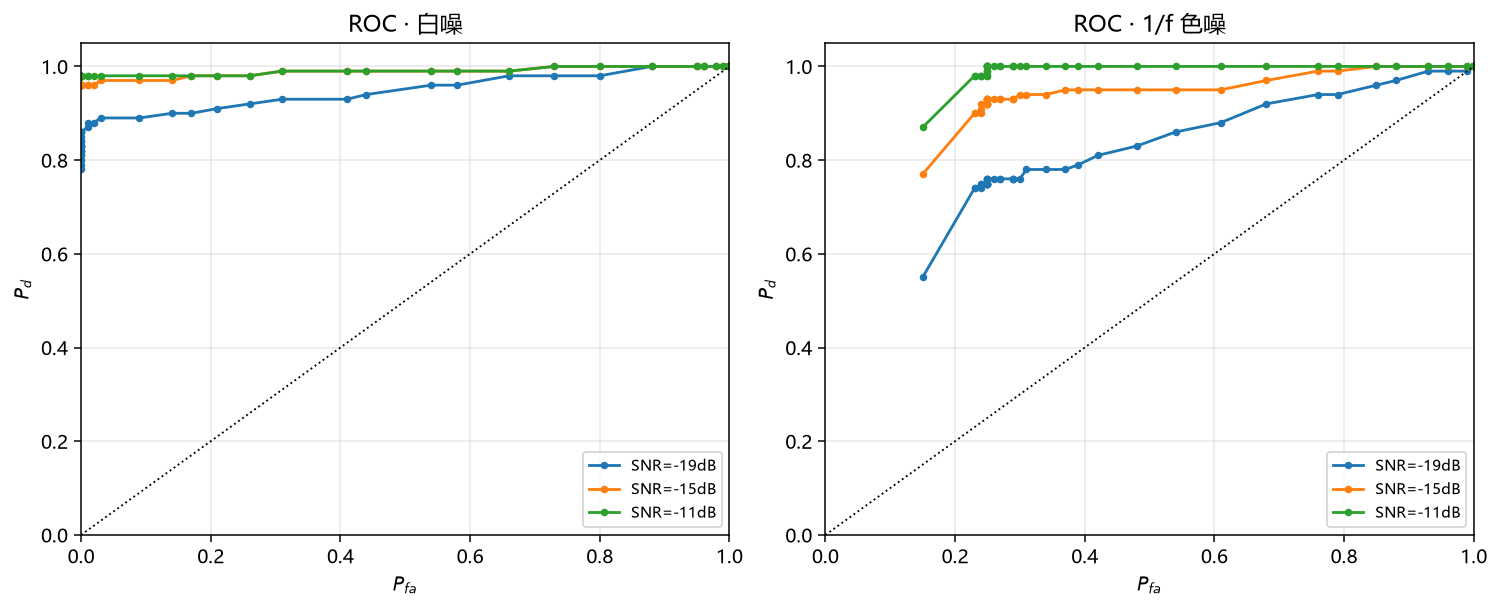 ROC · 白噪
1.0
0.8
0.6
0.4
0.2
0.0
P_d
0.0 0.2 0.4 0.6 0.8 1.0
P_fa
SNR=-19dB
SNR=-15dB
SNR=-11dB
ROC · 1/f 色噪
1.0
0.8
0.6
0.4
0.2
0.0
P_d
0.0 0.2 0.4 0.6 0.8 1.0
P_fa
SNR=-19dB
SNR=-15dB
SNR=-11dB